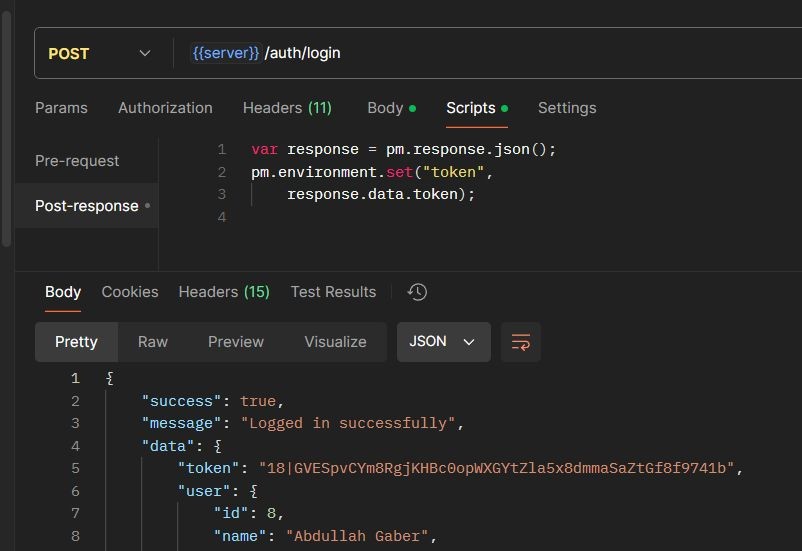 POST {{server}} /auth/login
Params Authorization Headers (11) Body Scripts Settings
Pre-request
Post-response
1 var response = pm.response.json();
2 pm.environment.set("token",
3 response.data.token);
4
Body Cookies Headers (15) Test Results
Pretty Raw Preview Visualize JSON
1 {
2 "success": true,
3 "message": "Logged in successfully",
4 "data": {
5 "token": "18|GVESpvCYm8RgjKHBc0opWXGYtZla5x8dmmaSaZtGf8f9741b",
6 "user": {
7 "id": 8,
8 "name": "Abdullah Gaber",